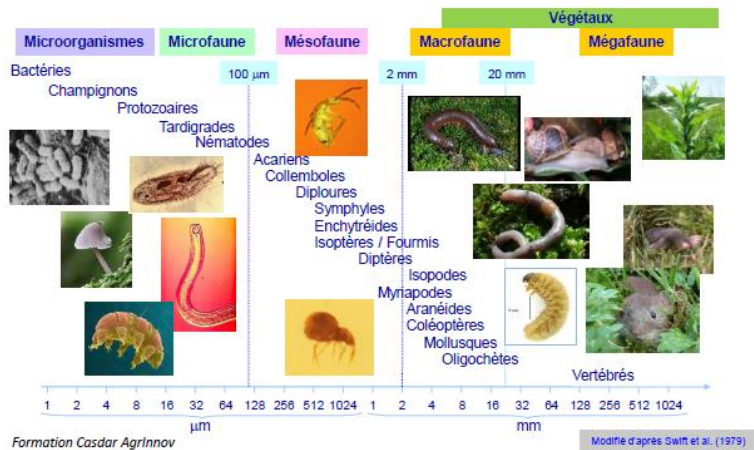 Végétaux
Microorganismes Microfaune Mésofaune Macrofaune Mégafaune
100 µm 2 mm 20 mm
Bactéries
Champignons
Protozoaires
Tardigrades
Nématodes
Acariens
Collemboles
Diploures
Symphyles
Enchytréides
Isoptères / Fourmis
Diptères
Isopodes
Myriapodes
Aranéides
Coléoptères
Mollusques
Oligochètes
Vertébrés
1 2 4 8 16 32 64 128 256 512 1024 1 2 4 8 16 32 64 128 256 512 1024
µm mm
Formation Casdar AgrInnov
Modifié d'après Swift et al. (1979)